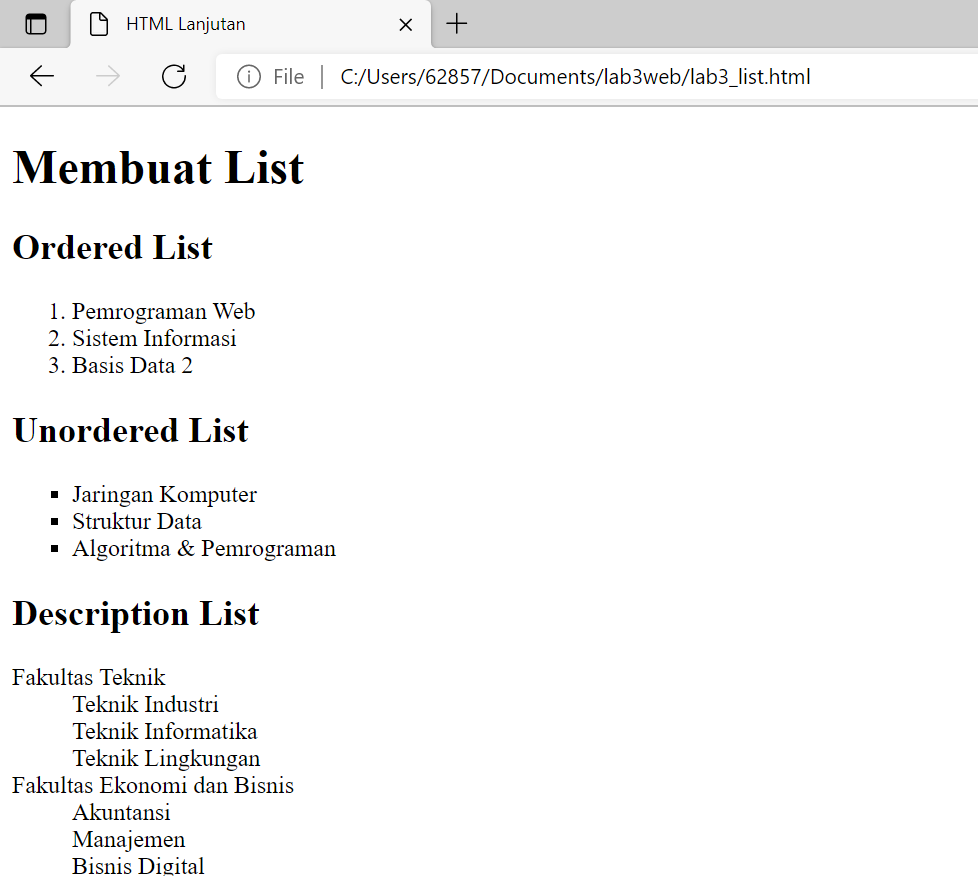 HTML Lanjutan
File | C:/Users/62857/Documents/lab3web/lab3_list.html
Membuat List
Ordered List
1. Pemrograman Web
2. Sistem Informasi
3. Basis Data 2
Unordered List
▪ Jaringan Komputer
▪ Struktur Data
▪ Algoritma & Pemrograman
Description List
Fakultas Teknik
Teknik Industri
Teknik Informatika
Teknik Lingkungan
Fakultas Ekonomi dan Bisnis
Akuntansi
Manajemen
Bisnis Digital